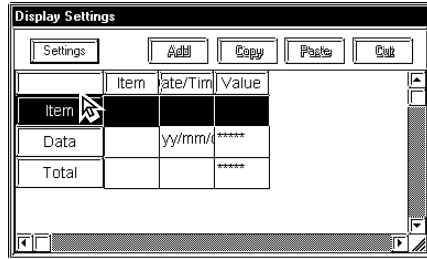 Display Settings
Settings Add Copy Paste Cut
Item ate/Tim Value
Item
Data yy/mm/ *****
Total *****